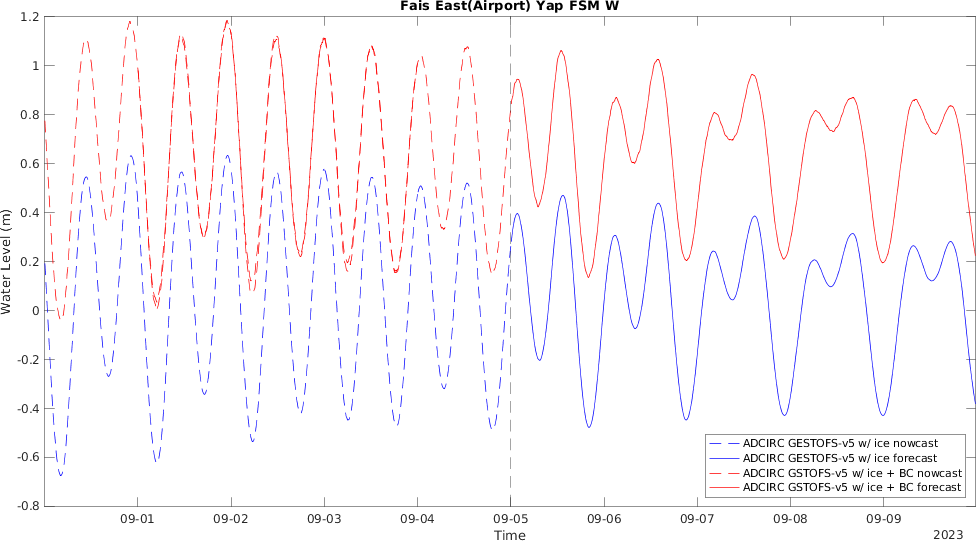 Fais East(Airport) Yap FSM W
Water Level (m)
1.2
1
0.8
0.6
0.4
0.2
0
-0.2
-0.4
-0.6
-0.8
ADCIRC GESTOFS-v5 w/ ice nowcast
ADCIRC GESTOFS-v5 w/ ice forecast
ADCIRC GSTOFS-v5 w/ ice + BC nowcast
ADCIRC GSTOFS-v5 w/ ice + BC forecast
09-01 09-02 09-03 09-04 09-05 09-06 09-07 09-08 09-09
Time
2023